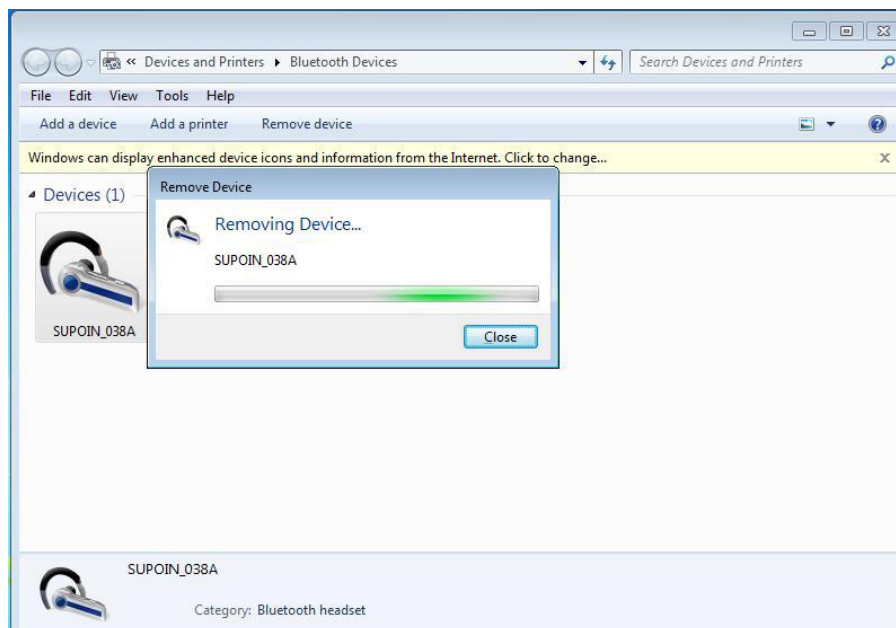 « Devices and Printers ▸ Bluetooth Devices Search Devices and Printers
File Edit View Tools Help
Add a device Add a printer Remove device
Windows can display enhanced device icons and information from the Internet. Click to change...
Devices (1)
SUPOIN_038A
Remove Device
Removing Device...
SUPOIN_038A
Close
SUPOIN_038A
Category: Bluetooth headset